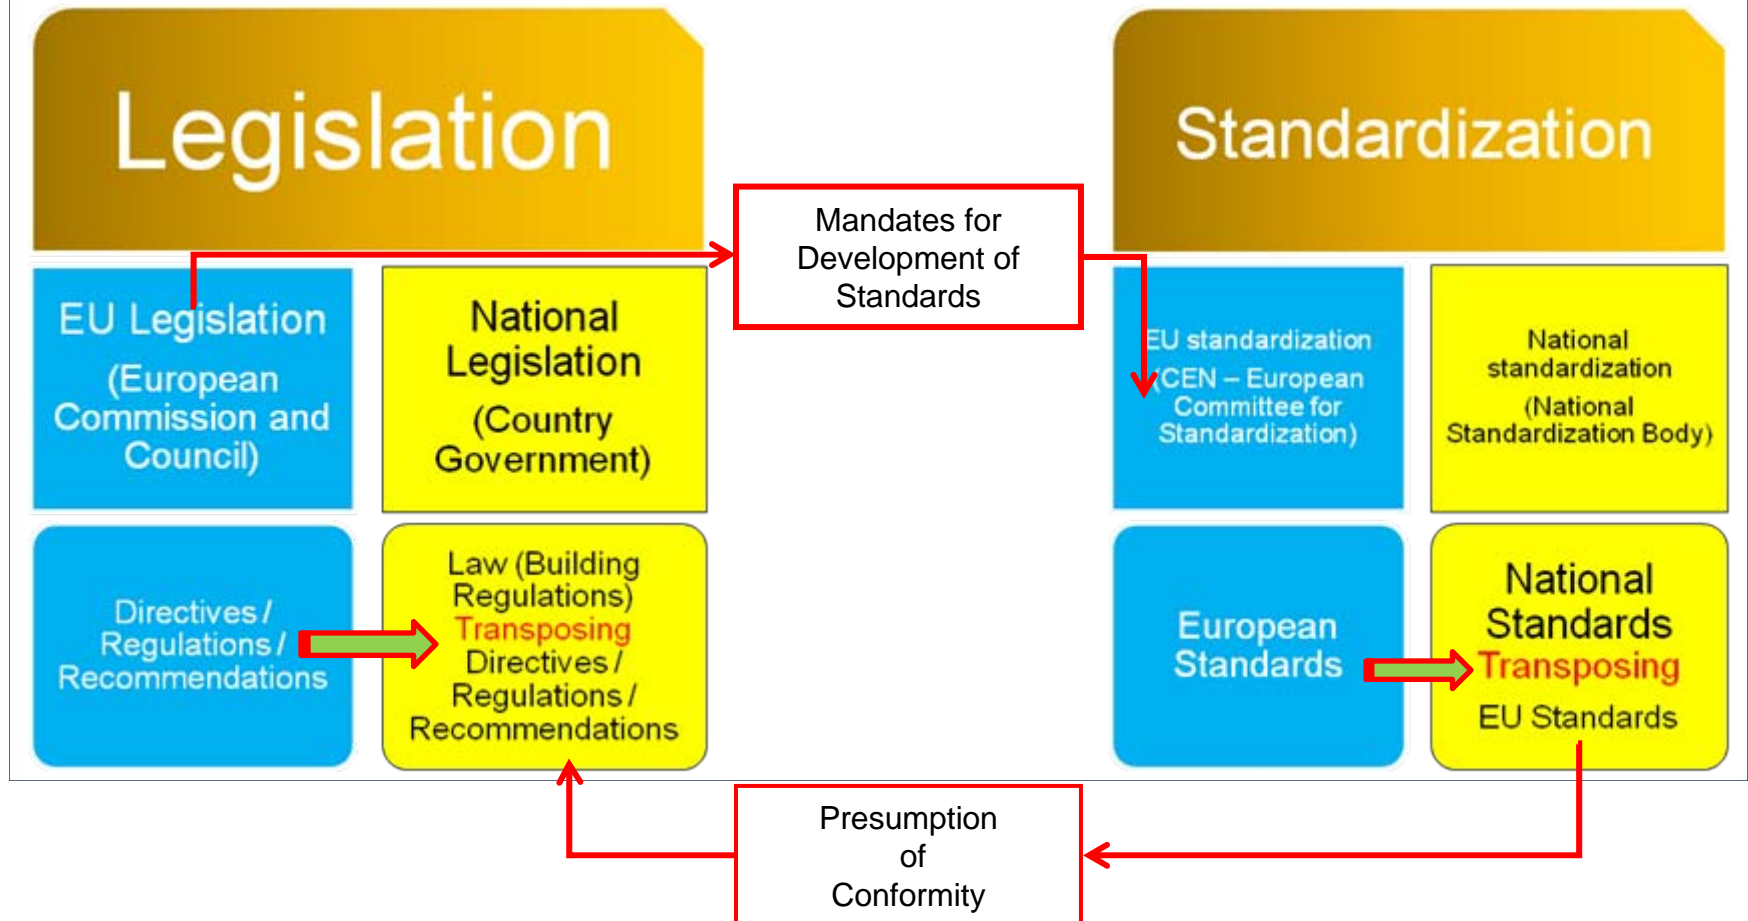 Legislation
Standardization
Mandates for
Development of
Standards
EU Legislation
(European
Commission and
Council)
National
Legislation
(Country
Government)
EU standardization
(CEN – European
Committee for
Standardization)
National
standardization
(National
Standardization Body)
Directives /
Regulations /
Recommendations
Law (Building
Regulations)
Transposing
Directives /
Regulations /
Recommendations
European
Standards
National
Standards
Transposing
EU Standards
Presumption
of
Conformity